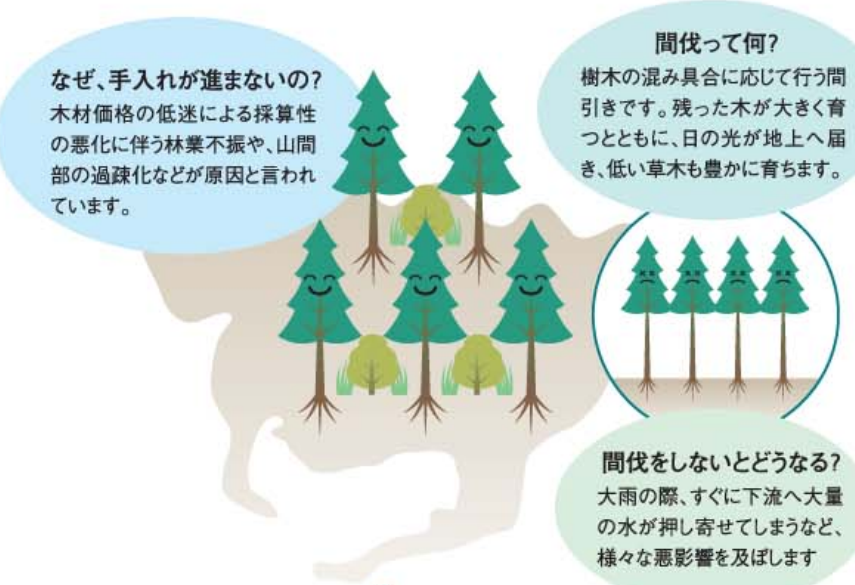 なぜ、手入れが進まないの?
木材価格の低迷による採算性
の悪化に伴う林業不振や、山間
部の過疎化などが原因と言われ
ています。
間伐って何?
樹木の混み具合に応じて行う間
引きです。残った木が大きく育
つとともに、日の光が地上へ届
き、低い草木も豊かに育ちます。
間伐をしないとどうなる?
大雨の際、すぐに下流へ大量
の水が押し寄せてしまうなど、
様々な悪影響を及ぼします